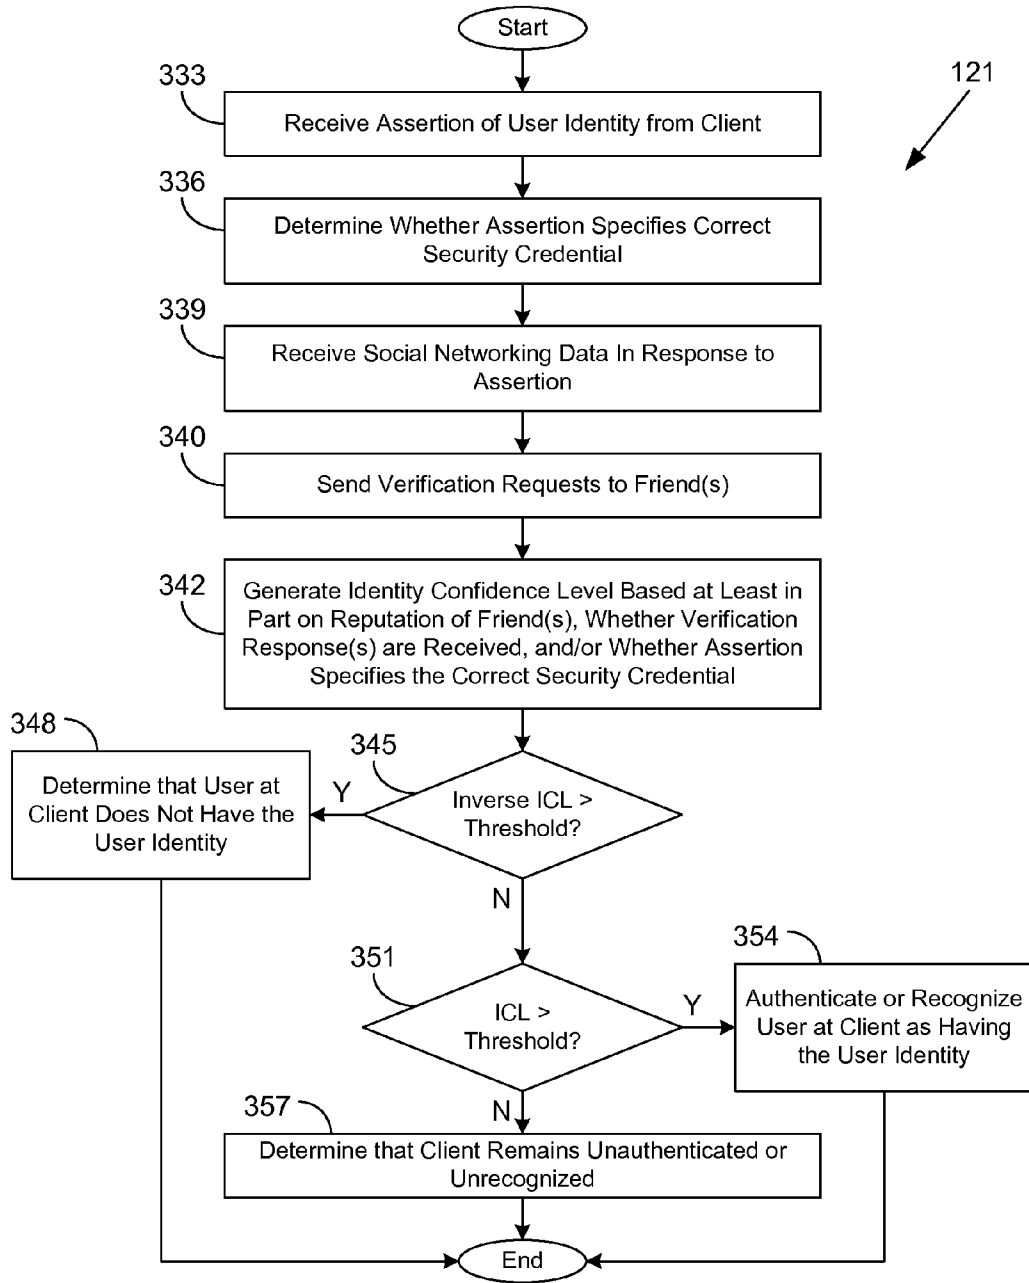 Start
333
121
Receive Assertion of User Identity from Client
336
Determine Whether Assertion Specifies Correct
Security Credential
339
Receive Social Networking Data In Response to
Assertion
340
Send Verification Requests to Friend(s)
342
Generate Identity Confidence Level Based at Least in
Part on Reputation of Friend(s), Whether Verification
Response(s) are Received, and/or Whether Assertion
Specifies the Correct Security Credential
348
345
Determine that User at
Client Does Not Have the
User Identity
Y
Inverse ICL >
Threshold?
N
351
354
ICL >
Threshold?
Y
Authenticate or Recognize
User at Client as Having
the User Identity
357
N
Determine that Client Remains Unauthenticated or
Unrecognized
End